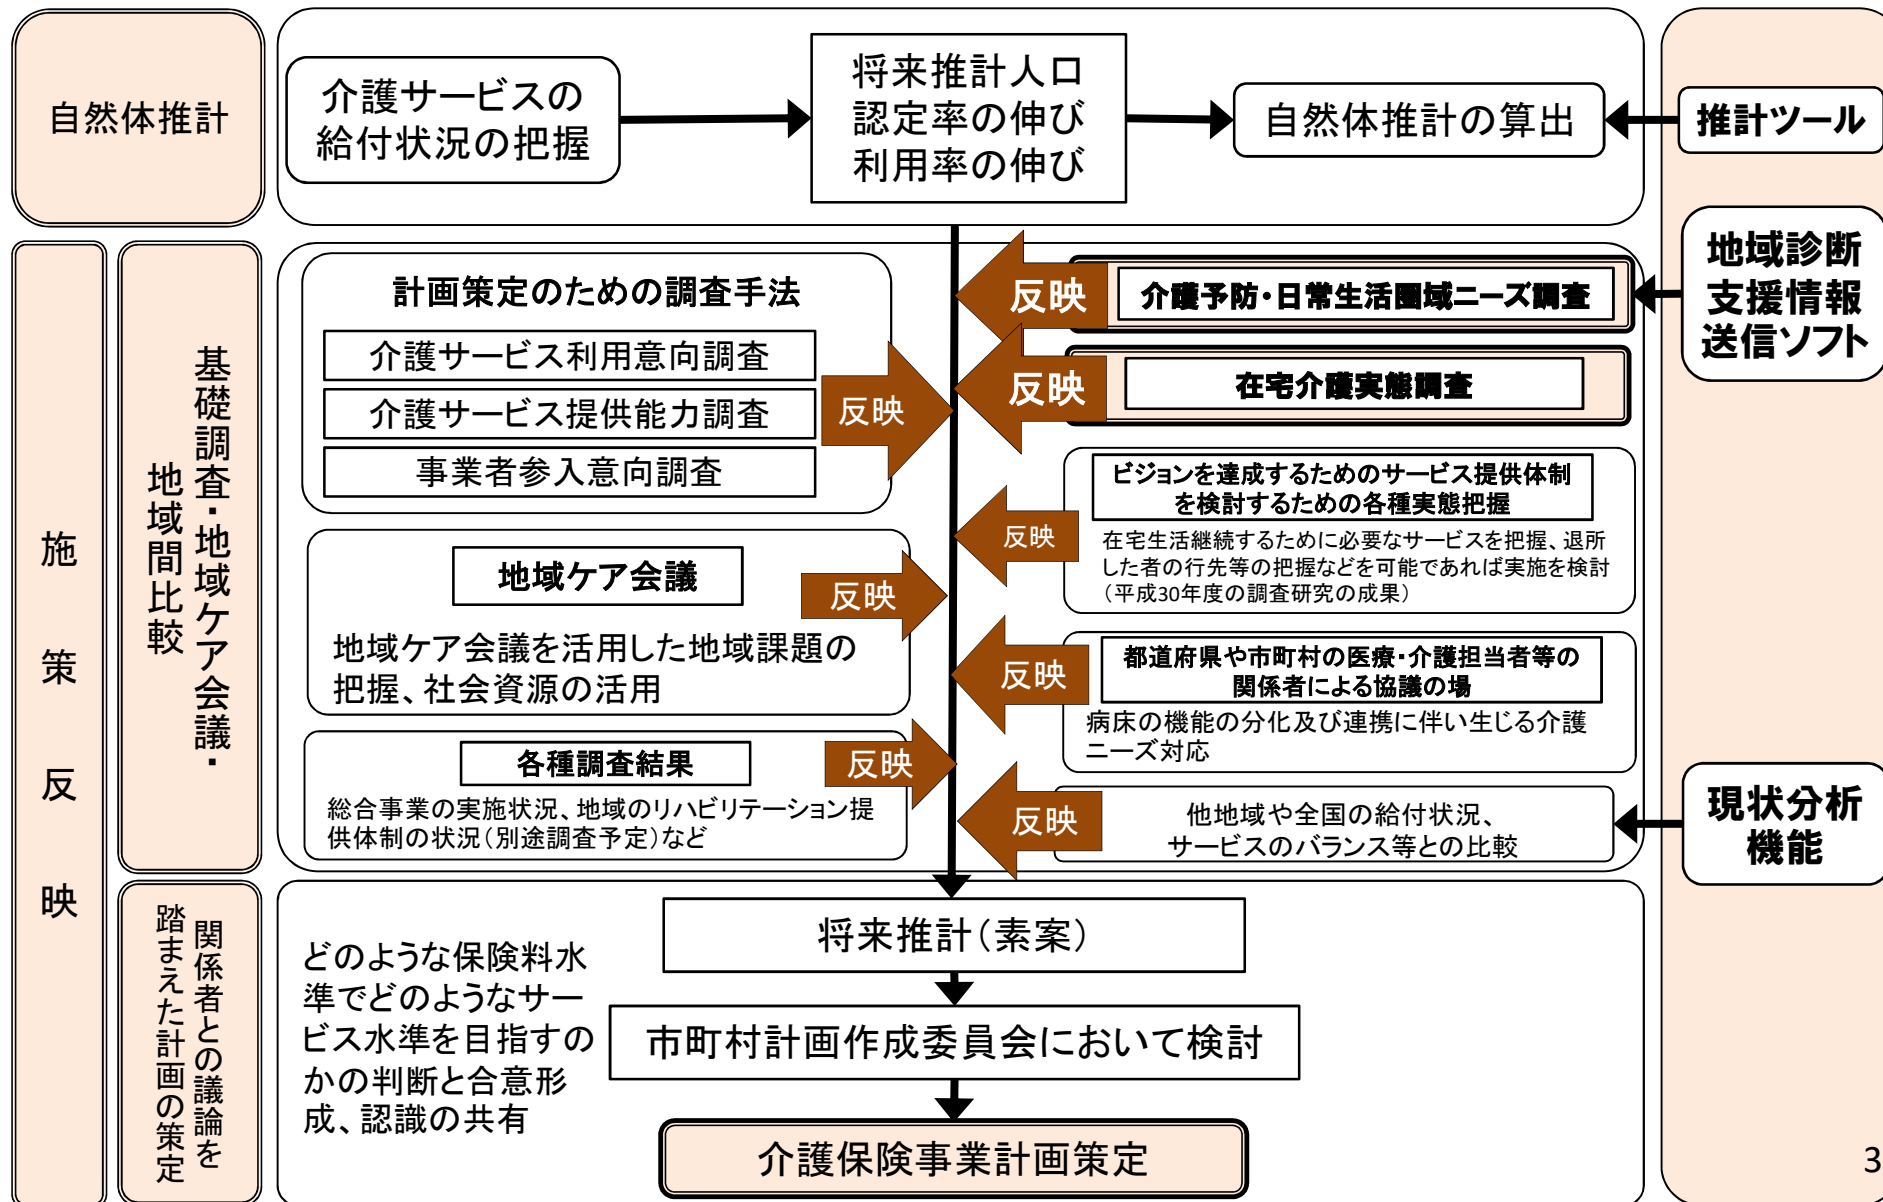 自然体推計
介護サービスの
給付状況の把握
将来推計人口
認定率の伸び
利用率の伸び
自然体推計の算出
推計ツール
施策反映
基礎調査・地域ケア会議・
地域間比較
計画策定のための調査手法
介護サービス利用意向調査
介護サービス提供能力調査
事業者参入意向調査
反映
反映
介護予防・日常生活圏域ニーズ調査
反映
在宅介護実態調査
地域診断
支援情報
送信ソフト
反映
ビジョンを達成するためのサービス提供体制
を検討するための各種実態把握
在宅生活継続するために必要なサービスを把握、退所
した者の行先等の把握などを可能であれば実施を検討
（平成30年度の調査研究の成果）
地域ケア会議
反映
地域ケア会議を活用した地域課題の
把握、社会資源の活用
反映
都道府県や市町村の医療・介護担当者等の
関係者による協議の場
病床の機能の分化及び連携に伴い生じる介護
ニーズ対応
各種調査結果
反映
総合事業の実施状況、地域のリハビリテーション提
供体制の状況（別途調査予定）など
反映
他地域や全国の給付状況、
サービスのバランス等との比較
現状分析
機能
関係者との議論を
踏まえた計画の策定
どのような保険料水
準でどのようなサー
ビス水準を目指すの
かの判断と合意形
成、認識の共有
将来推計（素案）
市町村計画作成委員会において検討
介護保険事業計画策定
3